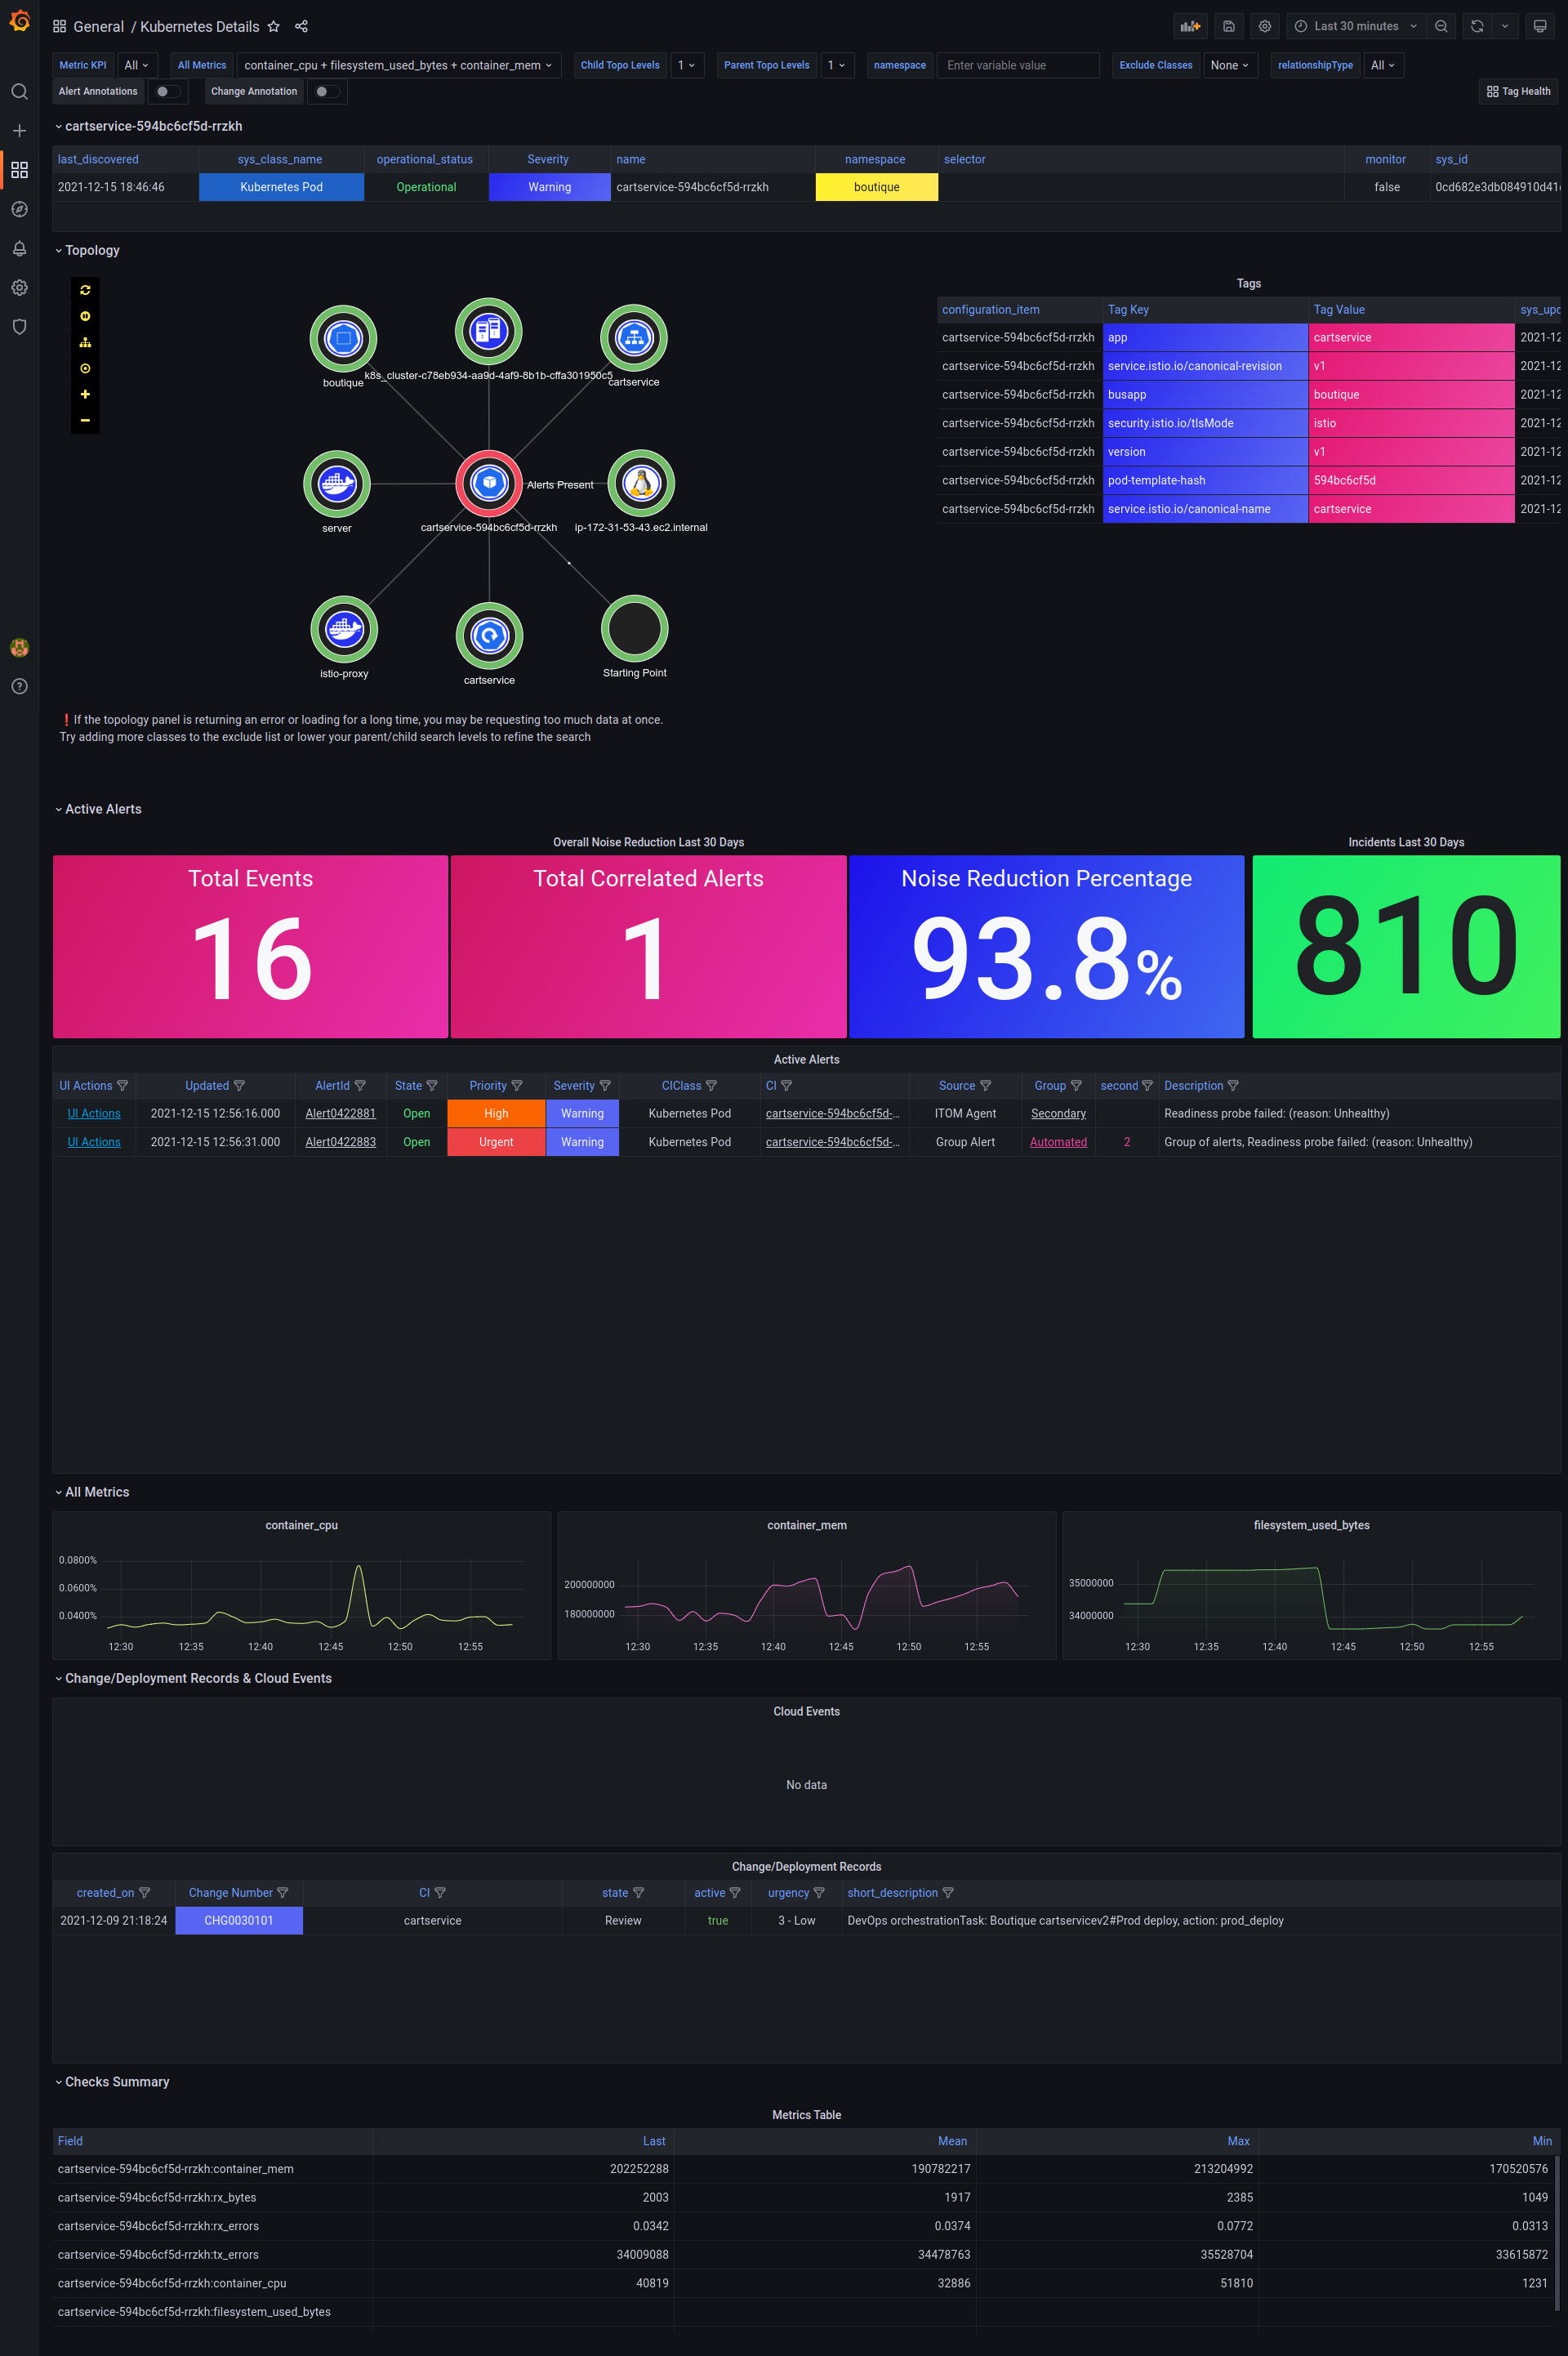 General / Kubernetes Details
Last 30 minutes
Metric KPI All All Metrics container_cpu + filesystem_used_bytes + container_mem Child Topo Levels 1 Parent Topo Levels 1 namespace Enter variable value Exclude Classes None relationshipType All
Alert Annotations Change Annotation Tag Health
cartservice-594bc6cf5d-rrzkh
last_discovered sys_class_name operational_status Severity name namespace selector monitor sys_id
2021-12-15 18:46:46 Kubernetes Pod Operational Warning cartservice-594bc6cf5d-rrzkh boutique false 0cd682e3db084910d41
Topology
boutique
k8s_cluster-c78eb934-aa9d-4af9-8b1b-cffa301950c5
cartservice
server
Alerts Present
cartservice-594bc6cf5d-rrzkh
ip-172-31-53-43.ec2.internal
istio-proxy
cartservice
Starting Point
Tags
configuration_item Tag Key Tag Value sys_upd
cartservice-594bc6cf5d-rrzkh app cartservice 2021-12
cartservice-594bc6cf5d-rrzkh service.istio.io/canonical-revision v1 2021-12
cartservice-594bc6cf5d-rrzkh busapp boutique 2021-12
cartservice-594bc6cf5d-rrzkh security.istio.io/tlsMode istio 2021-12
cartservice-594bc6cf5d-rrzkh version v1 2021-12
cartservice-594bc6cf5d-rrzkh pod-template-hash 594bc6cf5d 2021-12
cartservice-594bc6cf5d-rrzkh service.istio.io/canonical-name cartservice 2021-12
❗If the topology panel is returning an error or loading for a long time, you may be requesting too much data at once.
Try adding more classes to the exclude list or lower your parent/child search levels to refine the search
Active Alerts
Overall Noise Reduction Last 30 Days
Incidents Last 30 Days
Total Events
16
Total Correlated Alerts
1
Noise Reduction Percentage
93.8%
810
Active Alerts
UI Actions Updated AlertId State Priority Severity CIClass CI Source Group second Description
UI Actions 2021-12-15 12:56:16.000 Alert0422881 Open High Warning Kubernetes Pod cartservice-594bc6cf5d-... ITOM Agent Secondary Readiness probe failed: (reason: Unhealthy)
UI Actions 2021-12-15 12:56:31.000 Alert0422883 Open Urgent Warning Kubernetes Pod cartservice-594bc6cf5d-... Group Alert Automated 2 Group of alerts, Readiness probe failed: (reason: Unhealthy)
All Metrics
container_cpu
0.0800%
0.0600%
0.0400%
12:30 12:35 12:40 12:45 12:50 12:55
container_mem
200000000
180000000
12:30 12:35 12:40 12:45 12:50 12:55
filesystem_used_bytes
35000000
34000000
12:30 12:35 12:40 12:45 12:50 12:55
Change/Deployment Records & Cloud Events
Cloud Events
No data
Change/Deployment Records
created_on Change Number CI state active urgency short_description
2021-12-09 21:18:24 CHG0030101 cartservice Review true 3 - Low DevOps orchestrationTask: Boutique cartservicev2#Prod deploy, action: prod_deploy
Checks Summary
Metrics Table
Field Last Mean Max Min
cartservice-594bc6cf5d-rrzkh:container_mem 202252288 190782217 213204992 170520576
cartservice-594bc6cf5d-rrzkh:rx_bytes 2003 1917 2385 1049
cartservice-594bc6cf5d-rrzkh:rx_errors 0.0342 0.0374 0.0772 0.0313
cartservice-594bc6cf5d-rrzkh:tx_errors 34009088 34478763 35528704 33615872
cartservice-594bc6cf5d-rrzkh:container_cpu 40819 32886 51810 1231
cartservice-594bc6cf5d-rrzkh:filesystem_used_bytes